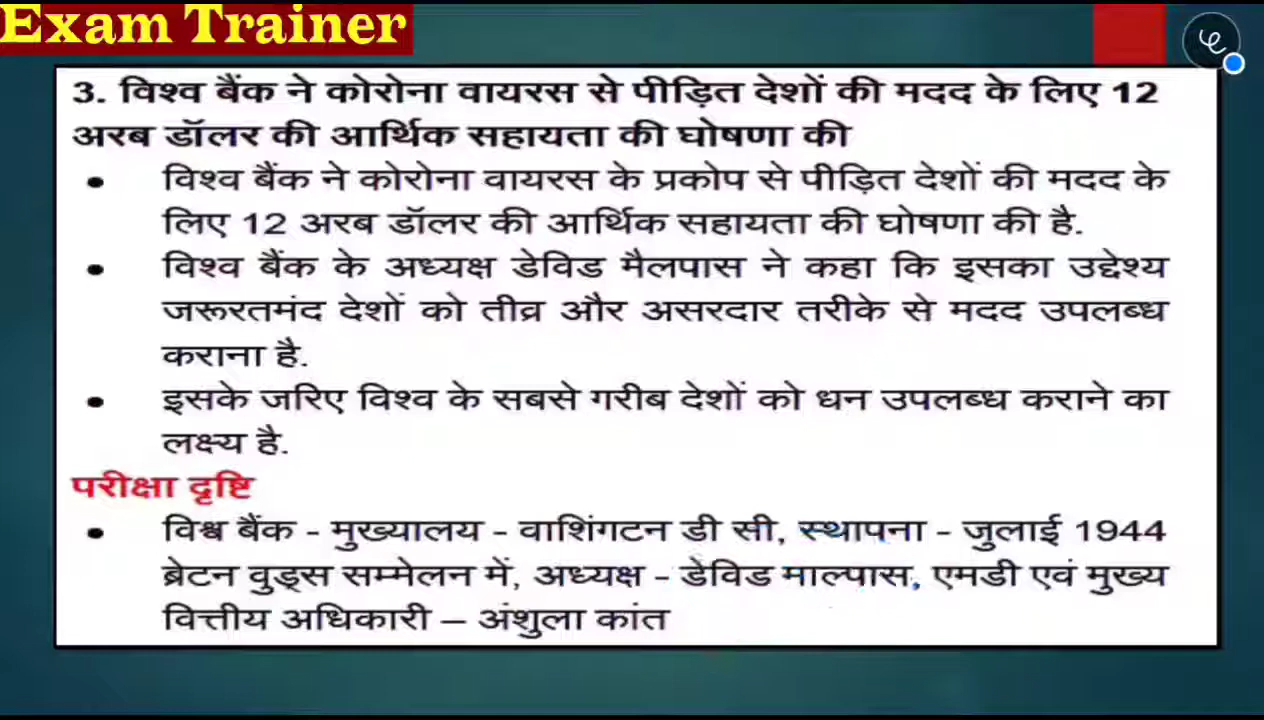 Exam Trainer
3. विश्व बैंक ने कोरोना वायरस से पीड़ित देशों की मदद के लिए 12
अरब डॉलर की आर्थिक सहायता की घोषणा की
• विश्व बैंक ने कोरोना वायरस के प्रकोप से पीड़ित देशों की मदद के
लिए 12 अरब डॉलर की आर्थिक सहायता की घोषणा की है.
• विश्व बैंक के अध्यक्ष डेविड मैलपास ने कहा कि इसका उद्देश्य
जरूरतमंद देशों को तीव्र और असरदार तरीके से मदद उपलब्ध
कराना है.
• इसके जरिए विश्व के सबसे गरीब देशों को धन उपलब्ध कराने का
लक्ष्य है.
परीक्षा दृष्टि
• विश्व बैंक - मुख्यालय - वाशिंगटन डी सी, स्थापना - जुलाई 1944
ब्रेटन वुड्स सम्मेलन में, अध्यक्ष - डेविड माल्पास, एमडी एवं मुख्य
वित्तीय अधिकारी – अंशुला कांत